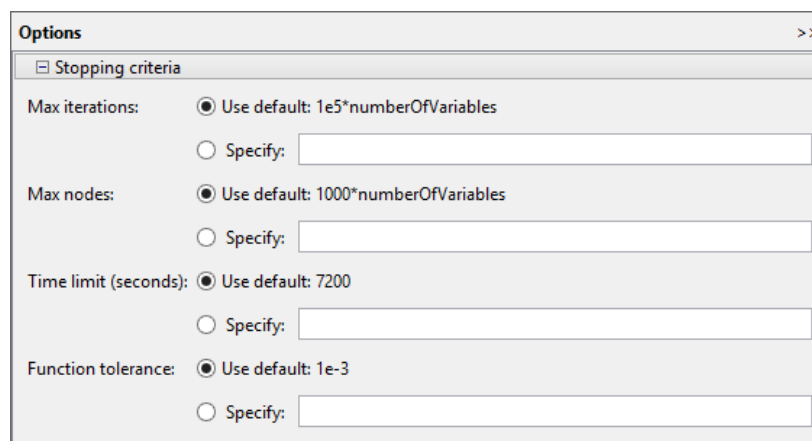 Options >>
Stopping criteria
Max iterations: Use default: 1e5*numberOfVariables
Specify:
Max nodes: Use default: 1000*numberOfVariables
Specify:
Time limit (seconds): Use default: 7200
Specify:
Function tolerance: Use default: 1e-3
Specify: